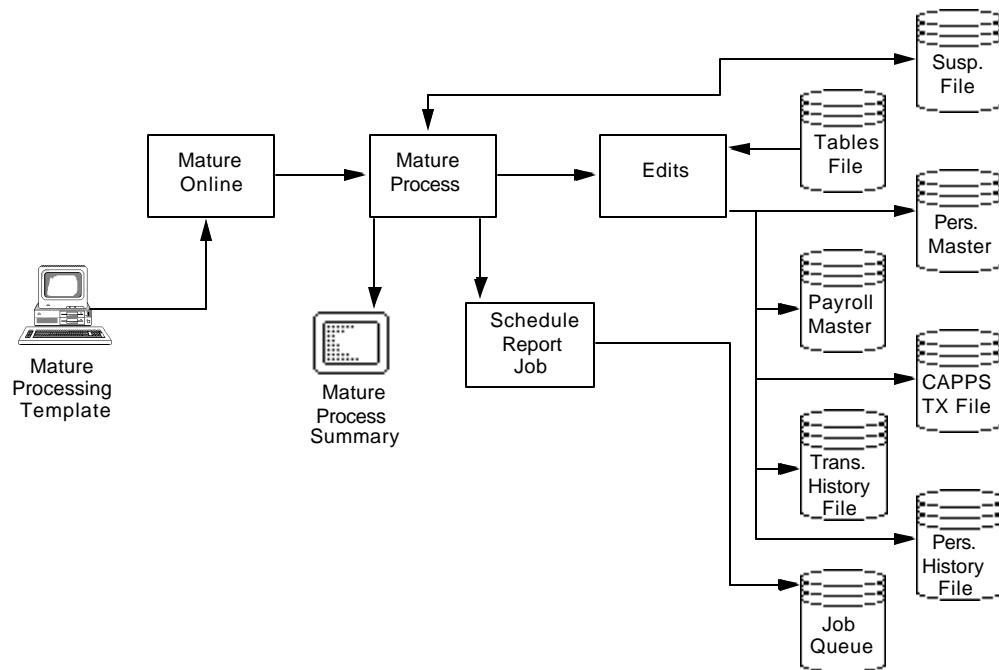 Susp.
File
Tables
File
Mature
Online
Mature
Process
Edits
Pers.
Master
Payroll
Master
Schedule
Report
Job
Mature
Processing
Template
Mature
Process
Summary
CAPPS
TX File
Trans.
History
File
Pers.
History
File
Job
Queue